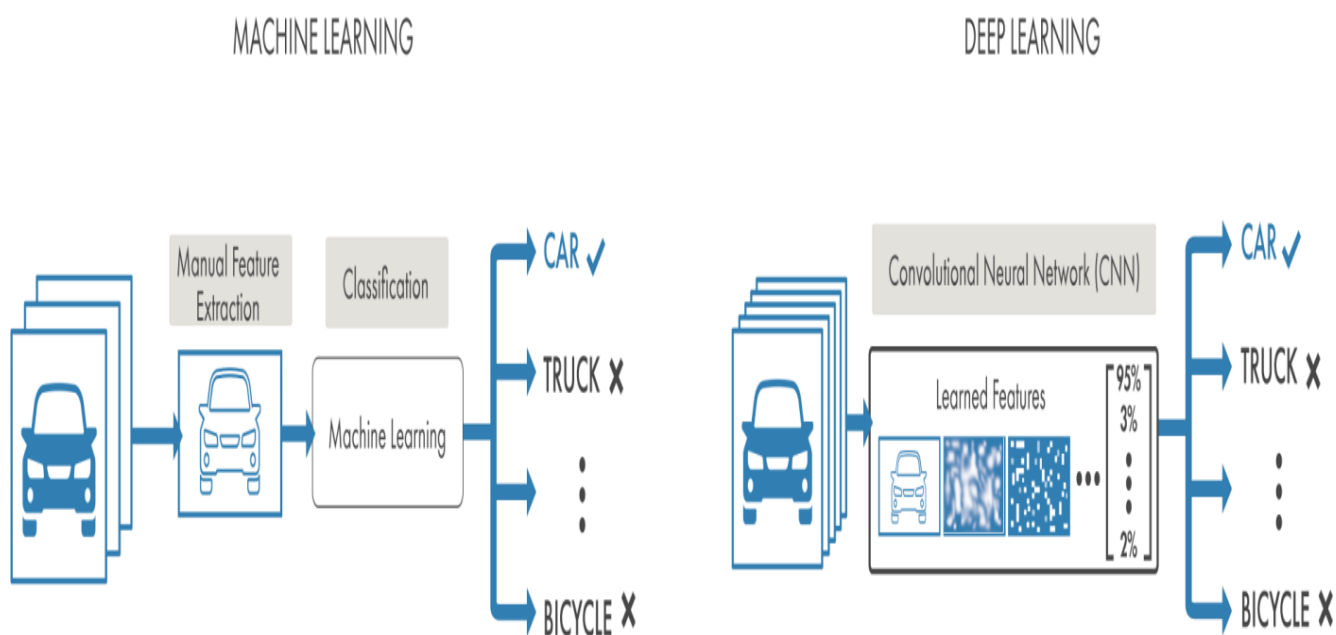 MACHINE LEARNING
Manual Feature
Extraction
Classification
Machine Learning
CAR
TRUCK
BICYCLE
DEEP LEARNING
Convolutional Neural Network (CNN)
Learned Features
95%
3%
2%
CAR
TRUCK
BICYCLE